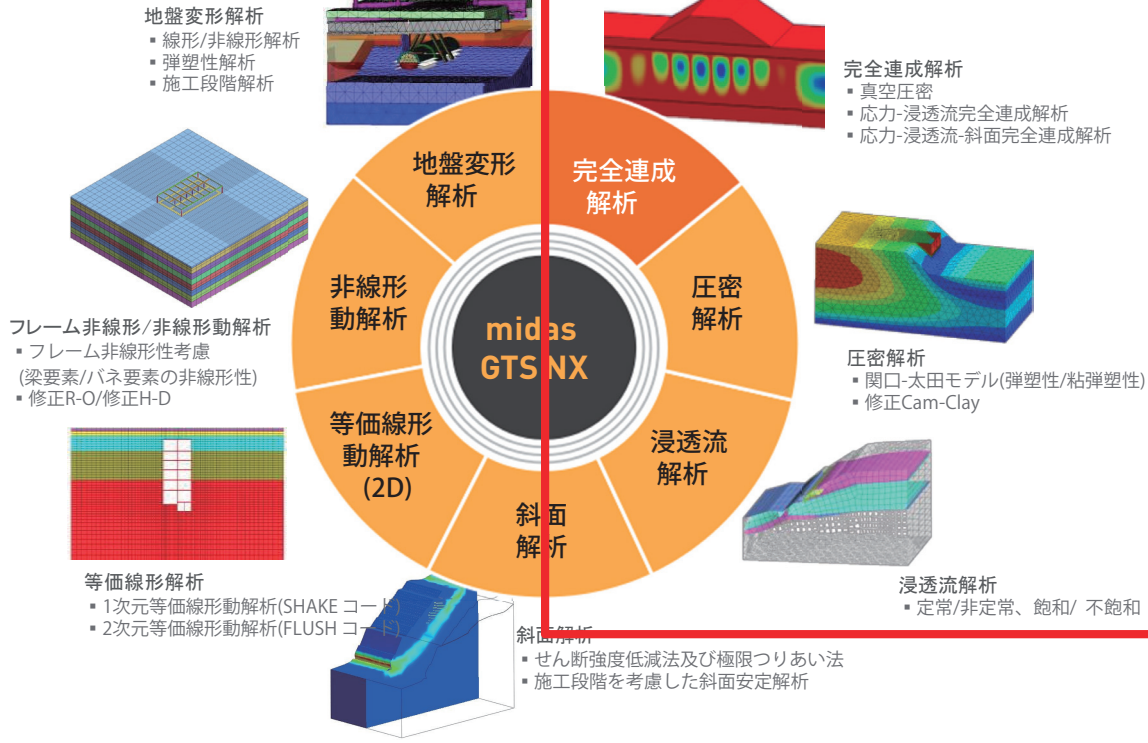 地盤変形解析
▪ 線形/非線形解析
▪ 弾塑性解析
▪ 施工段階解析
完全連成解析
▪ 真空圧密
▪ 応力-浸透流完全連成解析
▪ 応力-浸透流-斜面完全連成解析
地盤変形
解析
完全連成
解析
非線形
動解析
圧密
解析
midas
GTS NX
等価線形
動解析
(2D)
浸透流
解析
斜面
解析
フレーム非線形/非線形動解析
▪ フレーム非線形性考慮
(梁要素/バネ要素の非線形性)
▪ 修正R-O/修正H-D
圧密解析
▪ 関口-太田モデル(弾塑性/粘弾塑性)
▪ 修正Cam-Clay
等価線形解析
▪ 1次元等価線形動解析(SHAKE コード)
▪ 2次元等価線形動解析(FLUSH コード)
浸透流解析
▪ 定常/非定常、飽和/ 不飽和
斜面解析
▪ せん断強度低減法及び極限つりあい法
▪ 施工段階を考慮した斜面安定解析